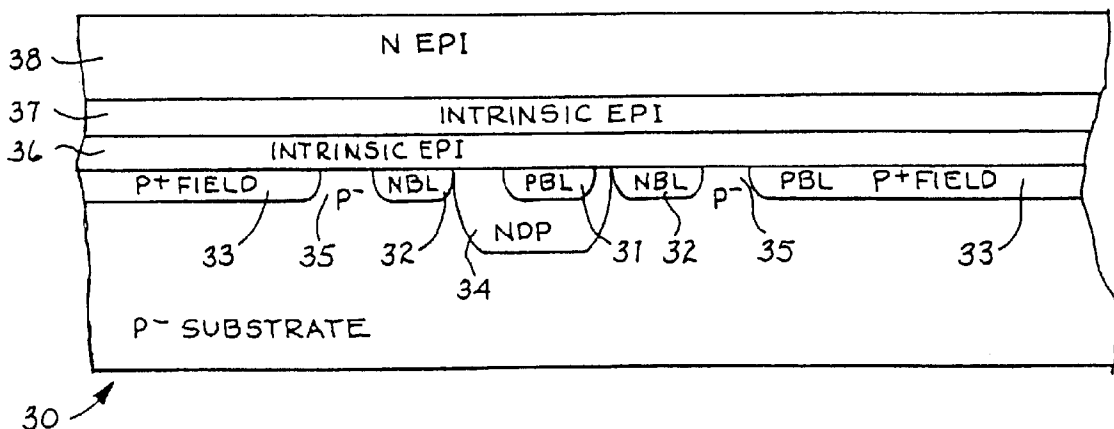 38 N EPI
37 INTRINSIC EPI
36 INTRINSIC EPI
P+ FIELD P- NBL PBL NBL P- PBL P+ FIELD
NDP
33 35 32 34 31 32 35 33
P- SUBSTRATE
30